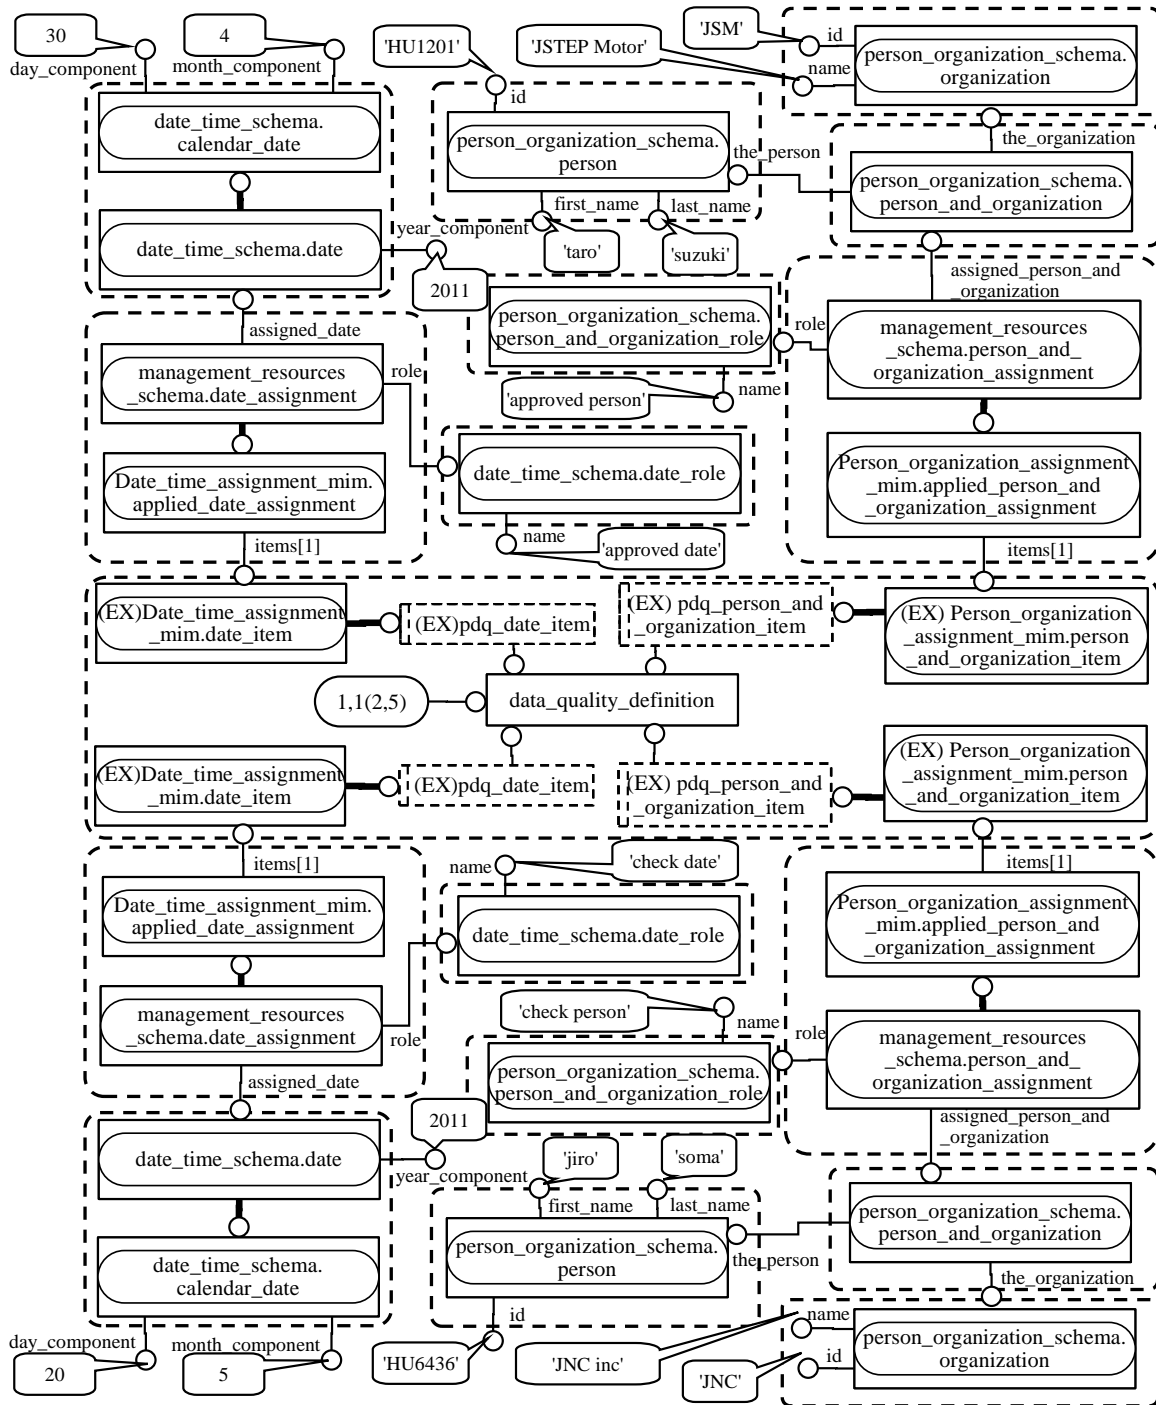 30
4
day_component
month_component
'HU1201'
'JSTEP Motor'
'JSM'
id
name
person_organization_schema.
organization
id
date_time_schema.
calendar_date
person_organization_schema.
person
the_person
the_organization
person_organization_schema.
person_and_organization
first_name
last_name
year_component
date_time_schema.date
'taro'
'suzuki'
2011
assigned_person_and
_organization
person_organization_schema.
person_and_organization_role
role
management_resources
_schema.person_and_
organization_assignment
assigned_date
management_resources
_schema.date_assignment
role
'approved person'
name
date_time_schema.date_role
Date_time_assignment_mim.
applied_date_assignment
Person_organization_assignment
_mim.applied_person_and
_organization_assignment
name
'approved date'
items[1]
items[1]
(EX)Date_time_assignment
_mim.date_item
(EX)pdq_date_item
(EX) pdq_person_and
_organization_item
(EX) Person_organization
_assignment_mim.person
_and_organization_item
1,1(2,5)
data_quality_definition
(EX)Date_time_assignment
_mim.date_item
(EX)pdq_date_item
(EX) pdq_person_and
_organization_item
(EX) Person_organization
_assignment_mim.person
_and_organization_item
items[1]
name
'check date'
items[1]
Date_time_assignment_mim.
applied_date_assignment
date_time_schema.date_role
Person_organization_assignment
_mim.applied_person_and
_organization_assignment
'check person'
name
management_resources
_schema.date_assignment
role
role
management_resources
_schema.person_and_
organization_assignment
person_organization_schema.
person_and_organization_role
assigned_date
2011
assigned_person_and
_organization
date_time_schema.date
year_component
'jiro'
'soma'
first_name
last_name
person_organization_schema.
person
the_person
person_organization_schema.
person_and_organization
date_time_schema.
calendar_date
the_organization
id
name
day_component
month_component
20
5
'HU6436'
'JNC inc'
'JNC'
id
person_organization_schema.
organization